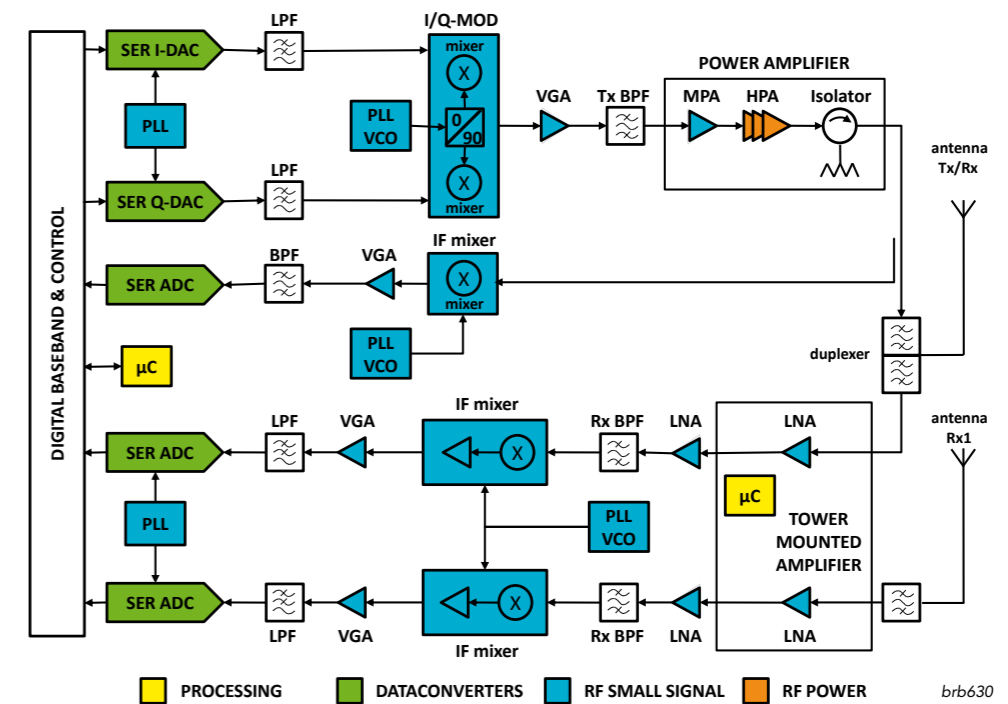 LPF
I/Q-MOD
SER I-DAC
mixer
X
POWER AMPLIFIER
PLL
PLL
VCO
0
90
VGA
Tx BPF
MPA
HPA
Isolator
antenna
Tx/Rx
LPF
SER Q-DAC
X
mixer
DIGITAL BASEBAND & CONTROL
BPF
VGA
IF mixer
SER ADC
X
mixer
PLL
VCO
duplexer
µC
LPF
VGA
IF mixer
Rx BPF
LNA
LNA
antenna
Rx1
SER ADC
X
µC
PLL
PLL
VCO
TOWER
MOUNTED
AMPLIFIER
SER ADC
X
LPF
VGA
IF mixer
Rx BPF
LNA
LNA
PROCESSING
DATACONVERTERS
RF SMALL SIGNAL
RF POWER
brb630